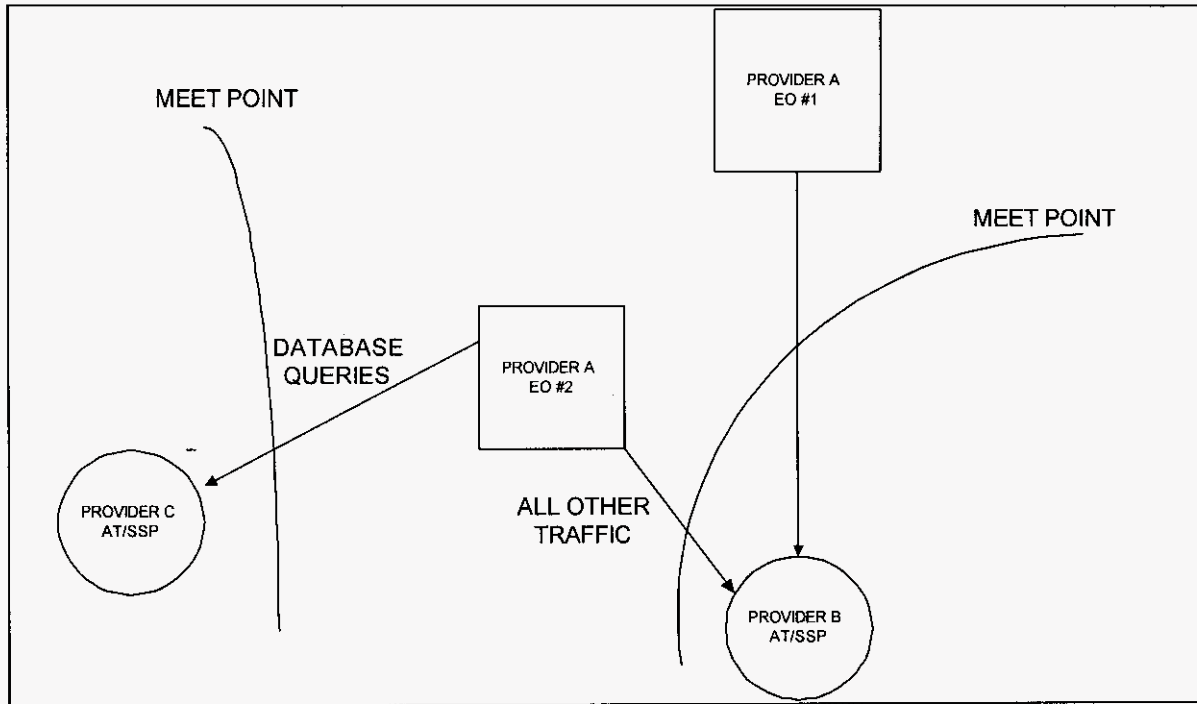 PROVIDER A
EO #1
MEET POINT
MEET POINT
DATABASE
QUERIES
PROVIDER A
EO #2
ALL OTHER
TRAFFIC
PROVIDER C
AT/SSP
PROVIDER B
AT/SSP